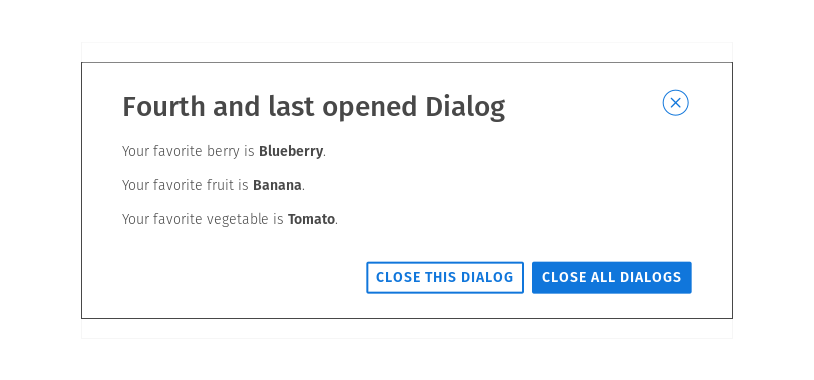 Fourth and last opened Dialog
Your favorite berry is Blueberry.
Your favorite fruit is Banana.
Your favorite vegetable is Tomato.
CLOSE THIS DIALOG CLOSE ALL DIALOGS